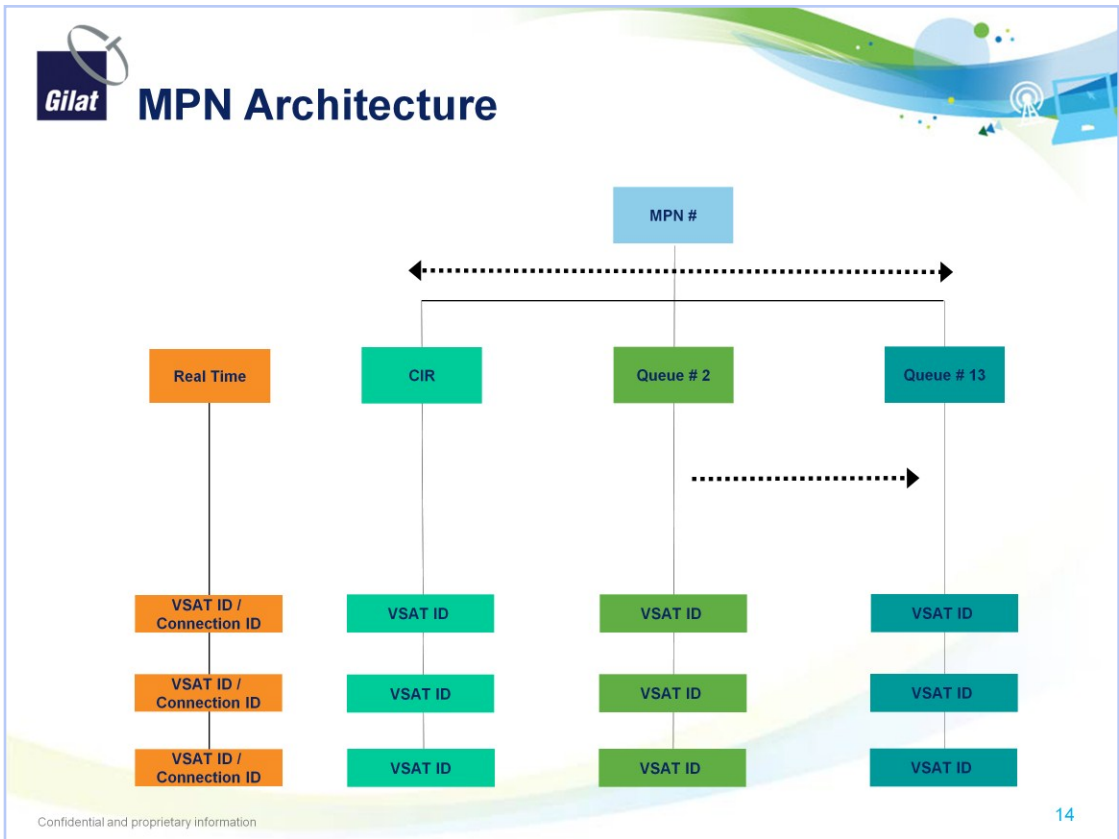 Gilat
MPN Architecture
MPN #
Real Time
CIR
Queue # 2
Queue # 13
VSAT ID /
Connection ID
VSAT ID
VSAT ID
VSAT ID
VSAT ID /
Connection ID
VSAT ID
VSAT ID
VSAT ID
VSAT ID /
Connection ID
VSAT ID
VSAT ID
VSAT ID
Confidential and proprietary information
14